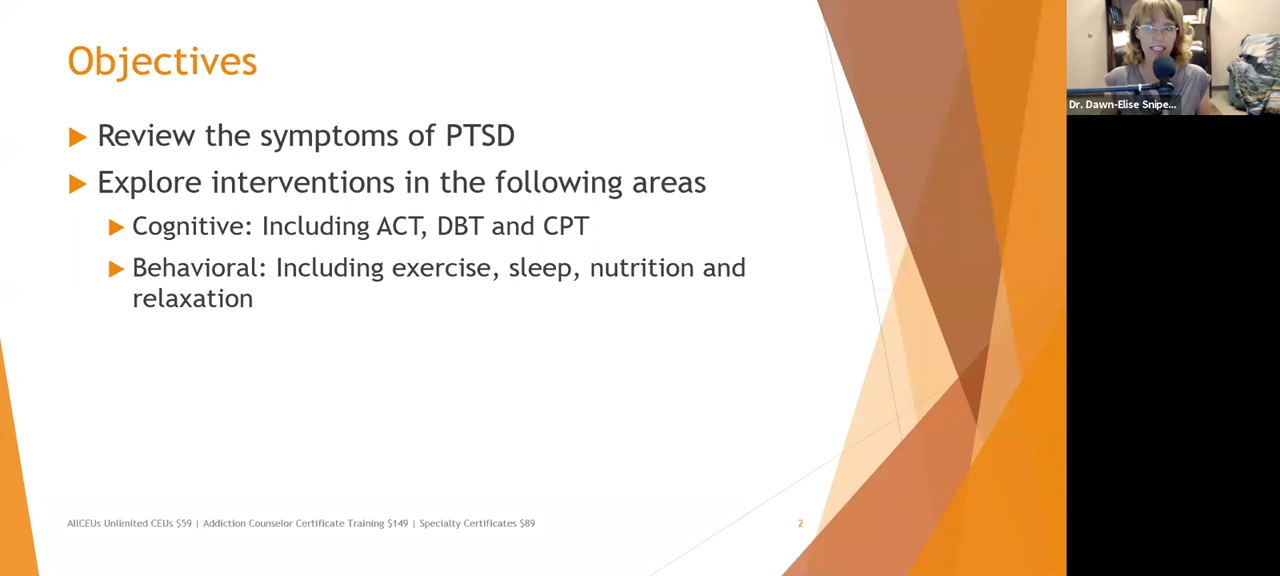 Objectives
Review the symptoms of PTSD
Explore interventions in the following areas
Cognitive: Including ACT, DBT and CPT
Behavioral: Including exercise, sleep, nutrition and
relaxation
AllCEUs Unlimited CEUs $59 | Addiction Counselor Certificate Training $149 | Specialty Certificates $89
2
Dr. Dawn-Elise Snipe...